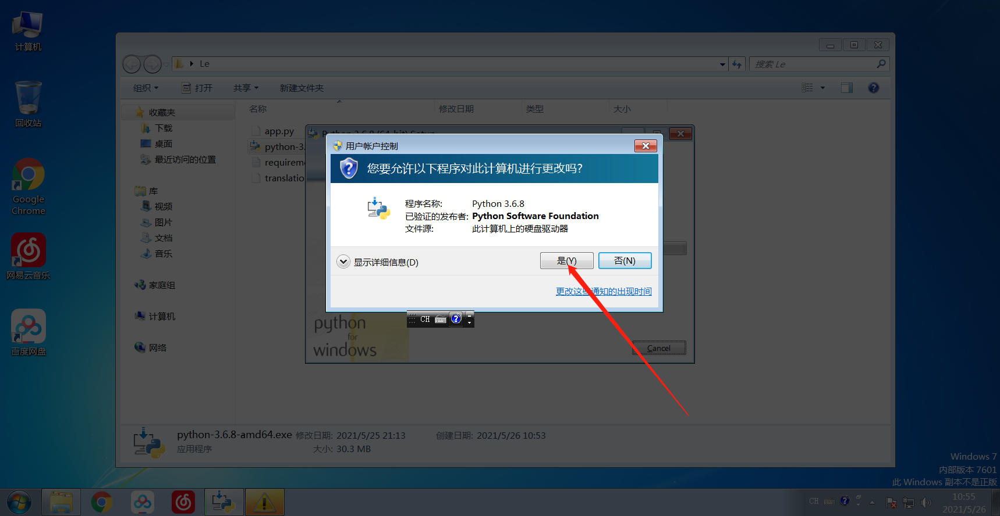 计算机
回收站
Google
Chrome
网易云音乐
百度网盘
Le
搜索 Le
组织
打开
共享
新建文件夹
名称
修改日期
类型
大小
收藏夹
下载
桌面
最近访问的位置
库
视频
图片
文档
音乐
家庭组
计算机
网络
app.py
python-3.
requirem
translatio
Python 3.6.8 (64-bit) Setup
用户帐户控制
您要允许以下程序对此计算机进行更改吗?
程序名称: Python 3.6.8
已验证的发布者: Python Software Foundation
文件源: 此计算机上的硬盘驱动器
显示详细信息(D)
是(Y)
否(N)
更改这些通知的出现时间
CH
python
for
windows
Cancel
python-3.6.8-amd64.exe 修改日期: 2021/5/25 21:13 创建日期: 2021/5/26 10:53
应用程序 大小: 30.3 MB
Windows 7
内部版本 7601
此 Windows 副本不是正版
CH
10:55
2021/5/26